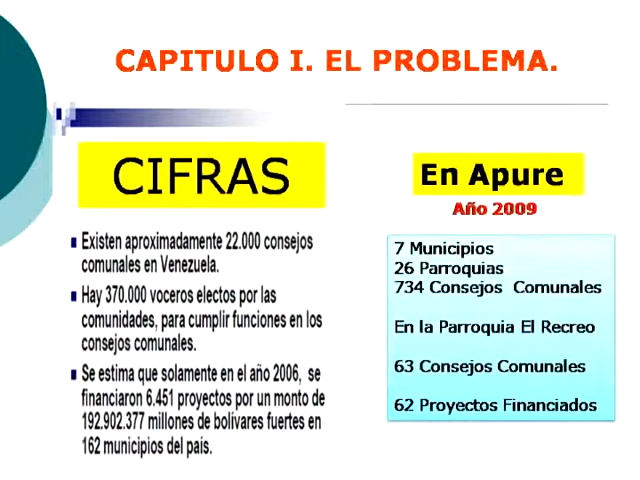 CAPITULO I. EL PROBLEMA.
CIFRAS
Existen aproximadamente 22.000 consejos
comunales en Venezuela.
Hay 370.000 voceros electos por las
comunidades, para cumplir funciones en los
consejos comunales.
Se estima que solamente en el año 2006, se
financiaron 6.451 proyectos por un monto de
192.902.377 millones de bolívares fuertes en
162 municipios del país.
En Apure
Año 2009
7 Municipios
26 Parroquias
734 Consejos Comunales
En la Parroquia El Recreo
63 Consejos Comunales
62 Proyectos Financiados